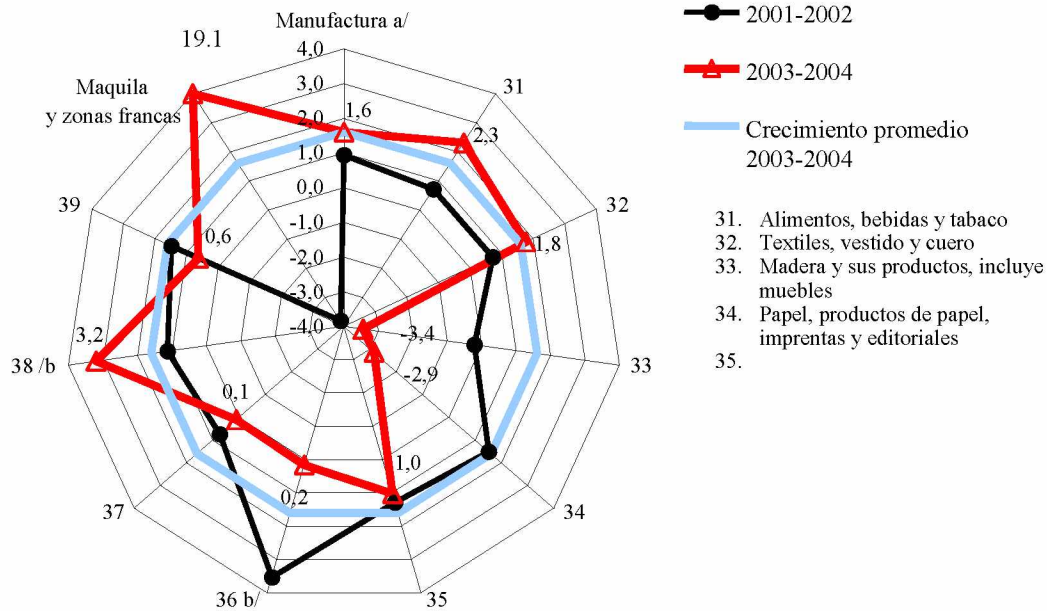 Manufactura a/
19.1
4,0
3,0
2,0
1,0
0,0
-1,0
-2,0
-3,0
-4,0
Maquila
y zonas francas
31
32
33
34
35
36 b/
37
38 /b
39
1,6
2,3
1,8
-3,4
-2,9
1,0
0,2
0,1
3,2
0,6
2001-2002
2003-2004
Crecimiento promedio
2003-2004
31. Alimentos, bebidas y tabaco
32. Textiles, vestido y cuero
33. Madera y sus productos, incluye
muebles
34. Papel, productos de papel,
imprentas y editoriales
35.